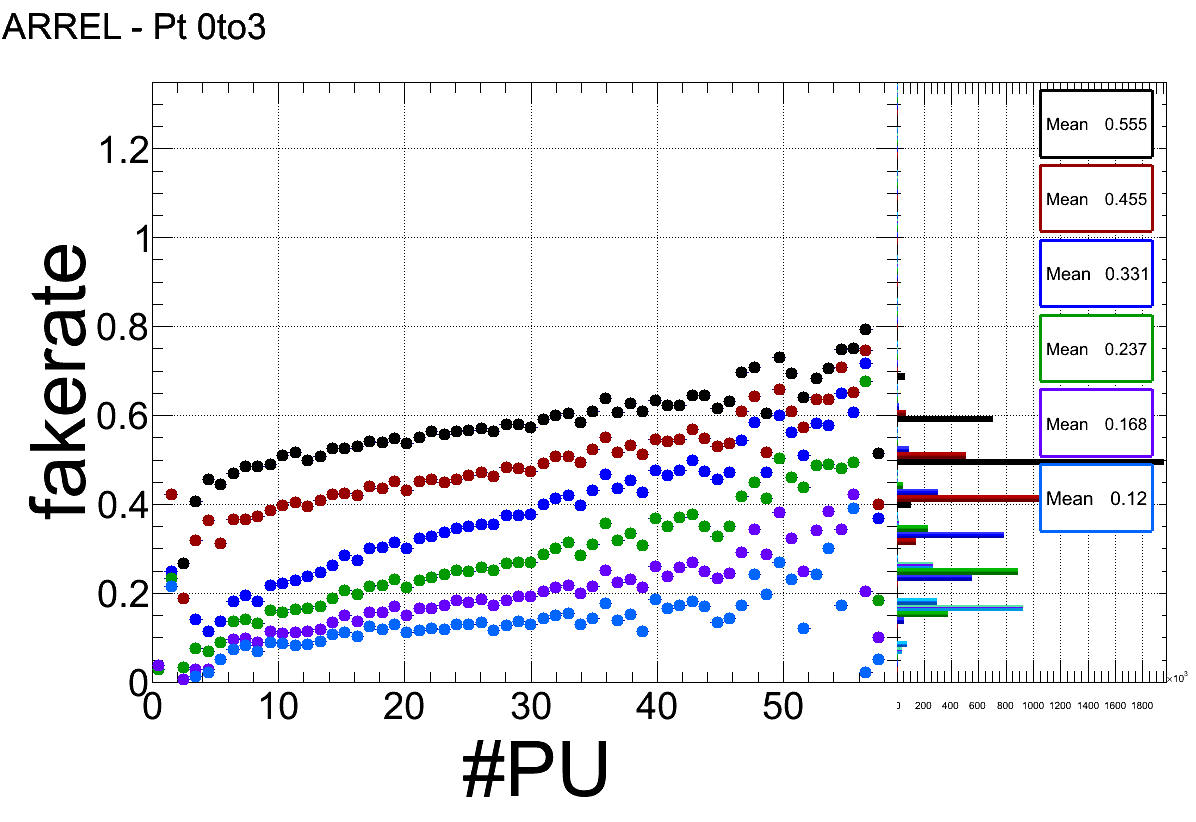 ARREL - Pt 0to3
fakerate
1.2
1
0.8
0.6
0.4
0.2
0
0 10 20 30 40 50
#PU
Mean 0.555
Mean 0.455
Mean 0.331
Mean 0.237
Mean 0.168
Mean 0.12
0 200 400 600 800 1000 1200 1400 1600 1800
×10³